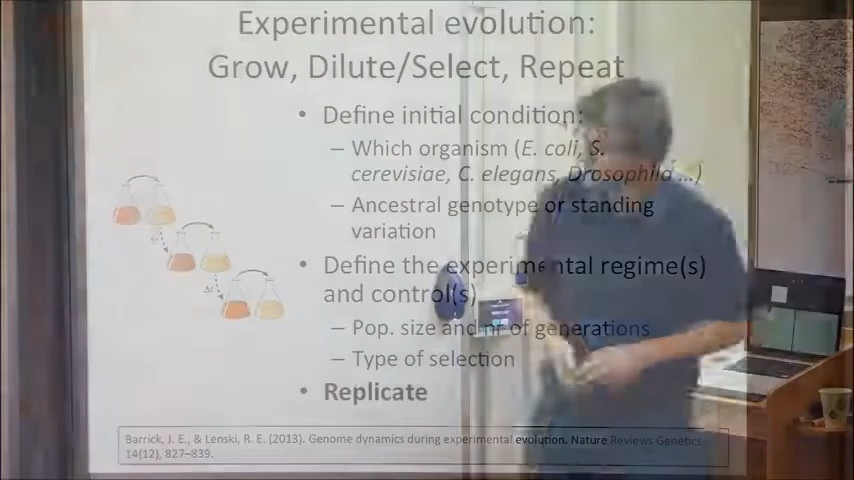 Experimental evolution:
Grow, Dilute/Select, Repeat
• Define initial condition:
– Which organism (E. coli, S.
cerevisiae, C. elegans, Drosophila ...)
– Ancestral genotype or standing
variation
• Define the experimental regime(s)
and control(s)
– Pop. size and nr of generations
– Type of selection
• Replicate
Δt
Barrick, J. E., & Lenski, R. E. (2013). Genome dynamics during experimental evolution. Nature Reviews Genetics,
14(12), 827–839.